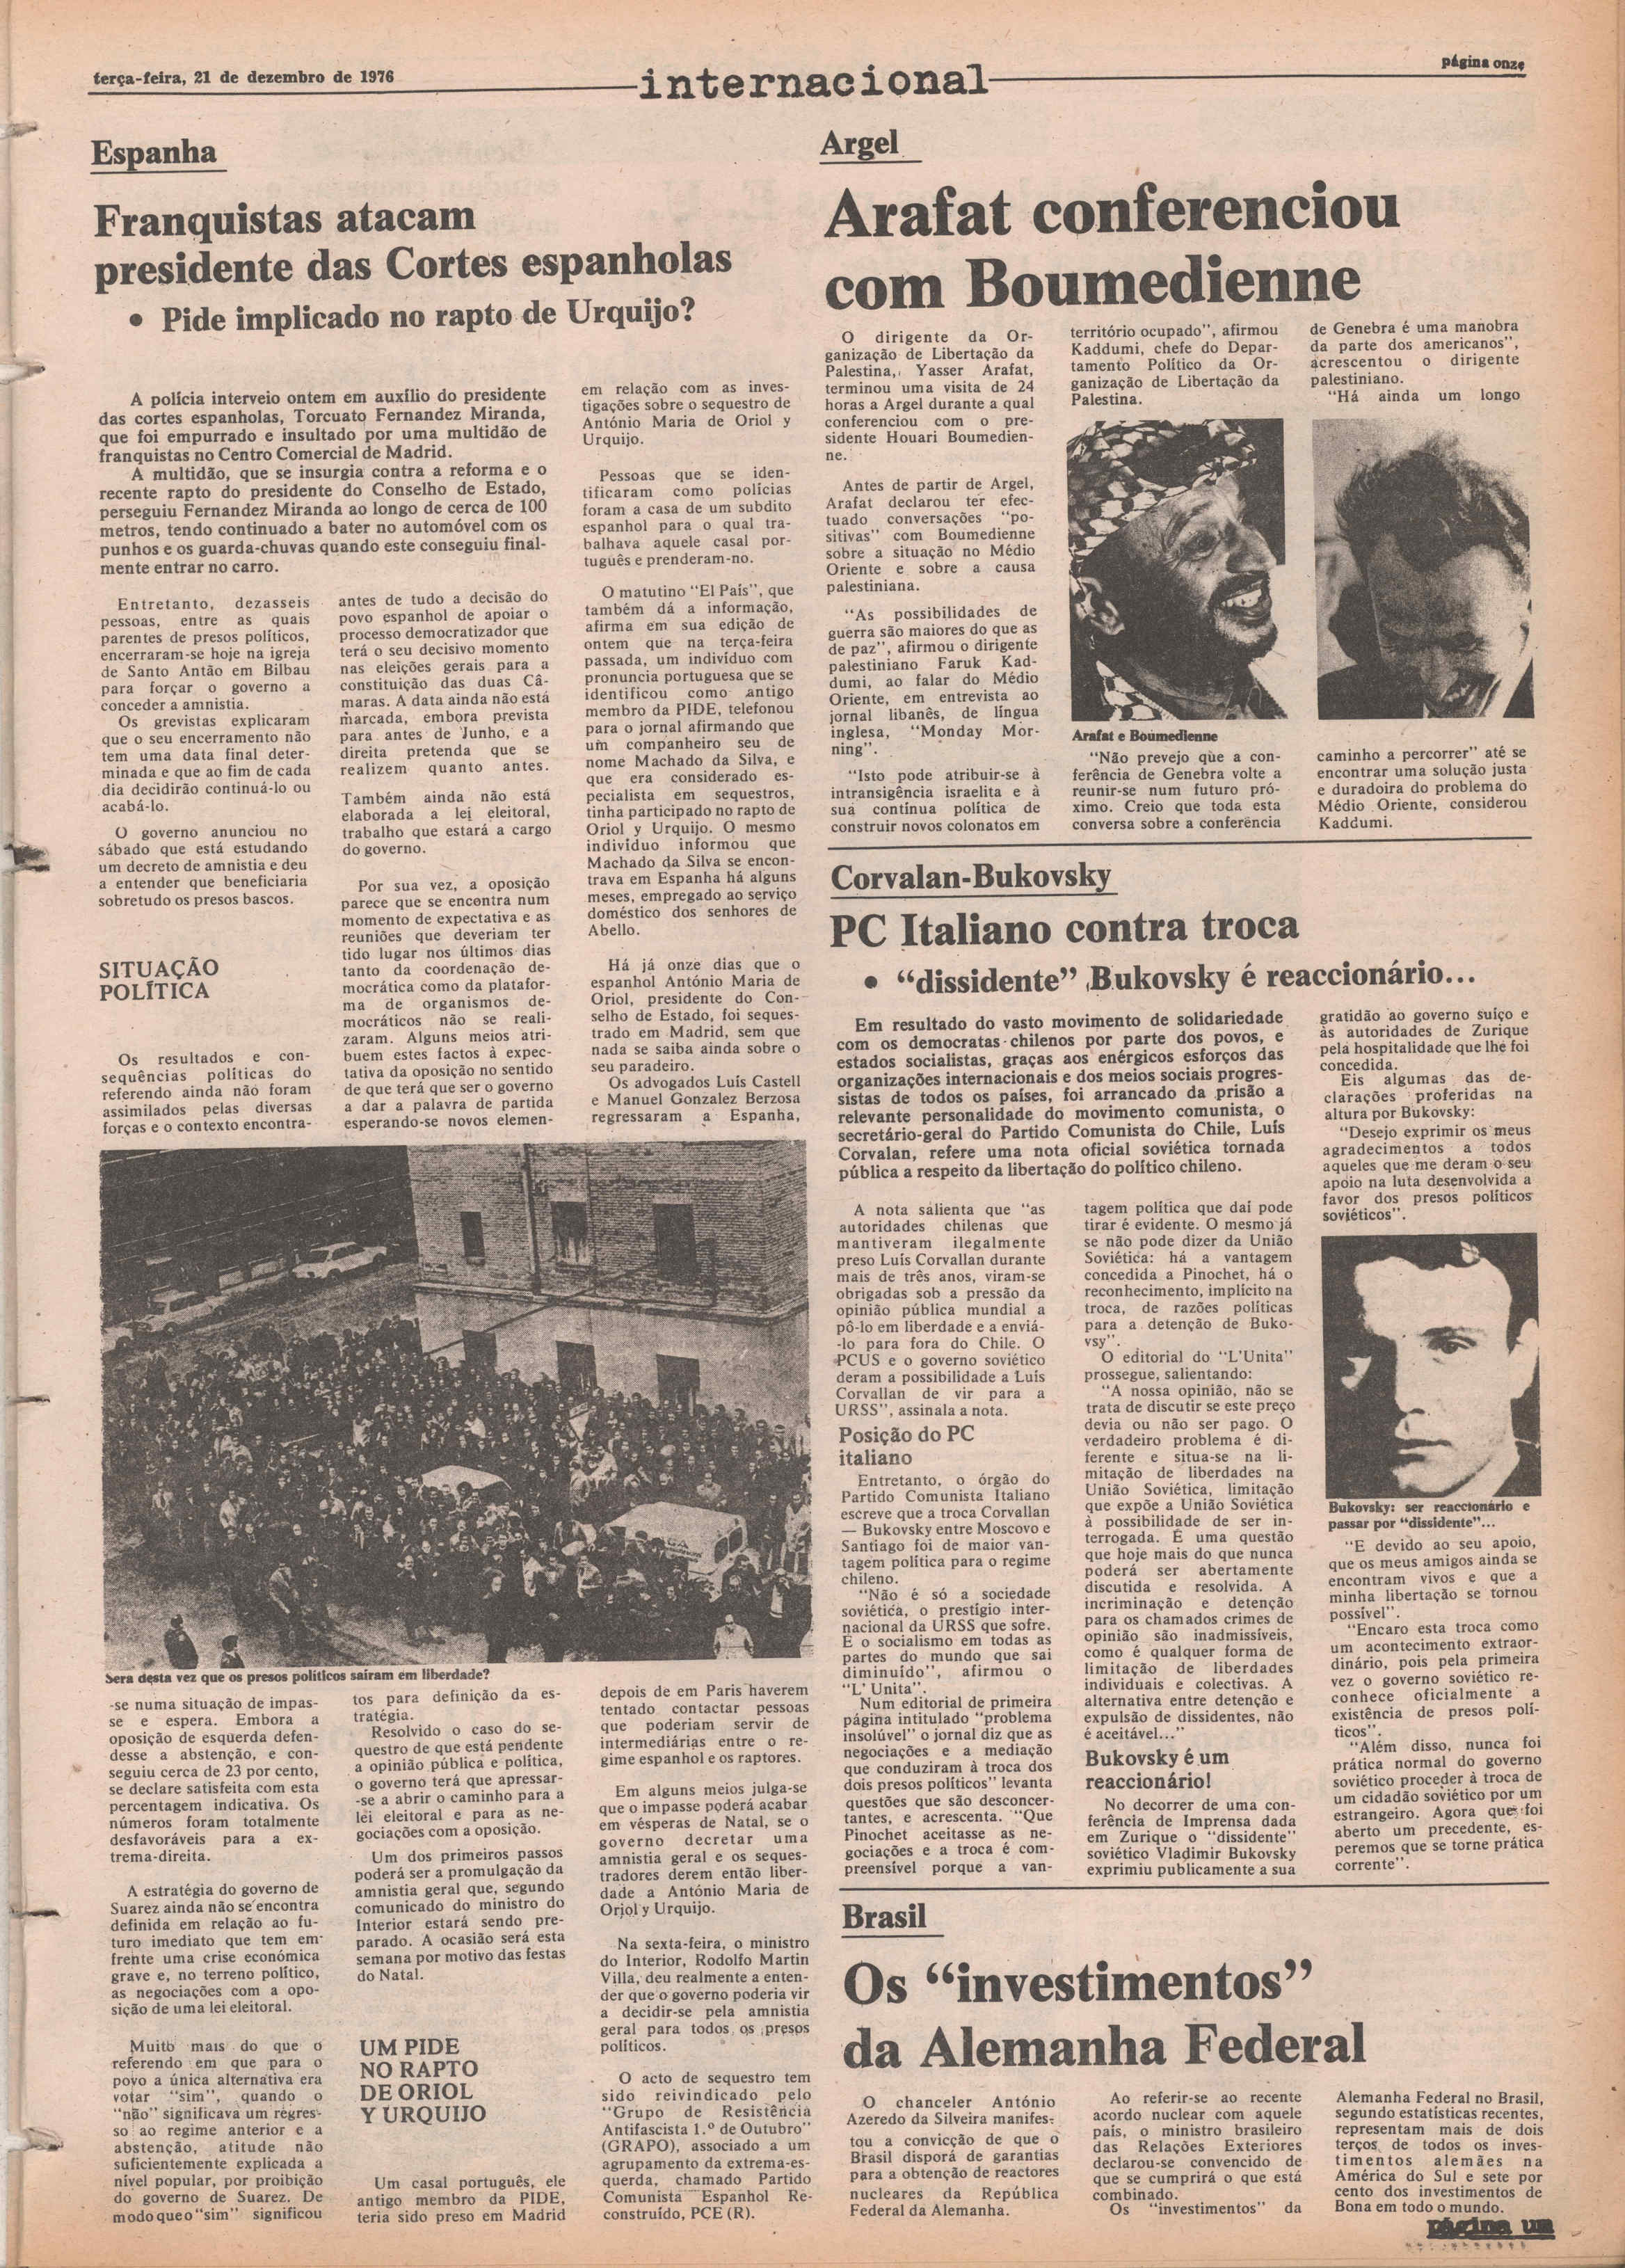 terça-feira, 21 de dezembro de 1976
internacional
página onze
Espanha
Franquistas atacam
presidente das Cortes espanholas
• Pide implicado no rapto de Urquijo?
A polícia interveio ontem em auxílio do presidente
das cortes espanholas, Torcuato Fernandez Miranda,
que foi empurrado e insultado por uma multidão de
franquistas no Centro Comercial de Madrid.
A multidão, que se insurgia contra a reforma e o
recente rapto do presidente do Conselho de Estado,
perseguiu Fernandez Miranda ao longo de cerca de 100
metros, tendo continuado a bater no automóvel com os
punhos e os guarda-chuvas quando este conseguiu final-
mente entrar no carro.
Entretanto, dezasseis
pessoas, entre as quais
parentes de presos políticos,
encerraram-se hoje na igreja
de Santo Antão em Bilbau
para forçar o governo a
conceder a amnistia.
Os grevistas explicaram
que o seu encerramento não
tem uma data final deter-
minada e que ao fim de cada
dia decidirão continuá-lo ou
acabá-lo.
O governo anunciou no
sábado que está estudando
um decreto de amnistia e deu
a entender que beneficiaria
sobretudo os presos bascos.
SITUAÇÃO
POLÍTICA
Os resultados e con-
sequências políticas do
referendo ainda não foram
assimilados pelas diversas
forças e o contexto encontra-
-se numa situação de impas-
se e espera. Embora a
oposição de esquerda defen-
desse a abstenção, e con-
seguiu cerca de 23 por cento,
se declare satisfeita com esta
percentagem indicativa. Os
números foram totalmente
desfavoráveis para a ex-
trema-direita.
A estratégia do governo de
Suarez ainda não se encontra
definida em relação ao fu-
turo imediato que tem em
frente uma crise económica
grave e, no terreno político,
as negociações com a opo-
sição de uma lei eleitoral.
Muito mais do que o
referendo em que para o
povo a única alternativa era
votar "sim", quando o
"não" significava um regres-
so ao regime anterior e a
abstenção, atitude não
suficientemente explicada a
nível popular, por proibição
do governo de Suarez. De
modo que o "sim" significou
antes de tudo a decisão do
povo espanhol de apoiar o
processo democratizador que
terá o seu decisivo momento
nas eleições gerais para a
constituição das duas Câ-
maras. A data ainda não está
marcada, embora prevista
para antes de Junho, e a
direita pretenda que se
realizem quanto antes.
Também ainda não está
elaborada a lei eleitoral,
trabalho que estará a cargo
do governo.
Por sua vez, a oposição
parece que se encontra num
momento de expectativa e as
reuniões que deveriam ter
tido lugar nos últimos dias
tanto da coordenação de-
mocrática como da platafor-
ma de organismos de-
mocráticos não se reali-
zaram. Alguns meios atri-
buem estes factos à expec-
tativa da oposição no sentido
de que terá que ser o governo
a dar a palavra de partida
esperando-se novos elemen-
tos para definição da es-
tratégia.
Resolvido o caso do se-
questro de que está pendente
a opinião pública e política,
o governo terá que apressar-
-se a abrir o caminho para a
lei eleitoral e para as ne-
gociações com a oposição.
Um dos primeiros passos
poderá ser a promulgação da
amnistia geral que, segundo
comunicado do ministro do
Interior estará sendo pre-
parado. A ocasião será esta
semana por motivo das festas
do Natal.
UM PIDE
NO RAPTO
DE ORIOL
Y URQUIJO
Um casal português, ele
antigo membro da PIDE,
teria sido preso em Madrid
em relação com as inves-
tigações sobre o sequestro de
António Maria de Oriol y
Urquijo.
Pessoas que se iden-
tificaram como polícias
foram a casa de um subdito
espanhol para o qual tra-
balhava aquele casal por-
tuguês e prenderam-no.
O matutino "El País", que
também dá a informação,
afirma em sua edição de
ontem que na terça-feira
passada, um indivíduo com
pronuncia portuguesa que se
identificou como antigo
membro da PIDE, telefonou
para o jornal afirmando que
um companheiro seu de
nome Machado da Silva, e
que era considerado es-
pecialista em sequestros,
tinha participado no rapto de
Oriol y Urquijo. O mesmo
indivíduo informou que
Machado da Silva se encon-
trava em Espanha há alguns
meses, empregado ao serviço
doméstico dos senhores de
Abello.
Há já onze dias que o
espanhol António Maria de
Oriol, presidente do Con-
selho de Estado, foi seques-
trado em Madrid, sem que
nada se saiba ainda sobre o
seu paradeiro.
Os advogados Luís Castell
e Manuel Gonzalez Berzosa
regressaram a Espanha,
depois de em Paris haverem
tentado contactar pessoas
que poderiam servir de
intermediárias entre o re-
gime espanhol e os raptores.
Em alguns meios julga-se
que o impasse poderá acabar
em vésperas de Natal, se o
governo decretar uma
amnistia geral e os seques-
tradores derem então liber-
dade a António Maria de
Oriol y Urquijo.
Na sexta-feira, o ministro
do Interior, Rodolfo Martin
Villa, deu realmente a enten-
der que o governo poderia vir
a decidir-se pela amnistia
geral para todos os presos
políticos.
O acto de sequestro tem
sido reivindicado pelo
"Grupo de Resistência
Antifascista 1.º de Outubro"
(GRAPO), associado a um
agrupamento da extrema-es-
querda, chamado Partido
Comunista Espanhol Re-
construído, PCE (R).
Sera desta vez que os presos políticos sairam em liberdade?
Argel
Arafat conferenciou
com Boumedienne
O dirigente da Or-
ganização de Libertação da
Palestina, Yasser Arafat,
terminou uma visita de 24
horas a Argel durante a qual
conferenciou com o pre-
sidente Houari Boumedien-
ne.
Antes de partir de Argel,
Arafat declarou ter efec-
tuado conversações "po-
sitivas" com Boumedienne
sobre a situação no Médio
Oriente e sobre a causa
palestiniana.
"As possibilidades de
guerra são maiores do que as
de paz", afirmou o dirigente
palestiniano Faruk Kad-
dumi, ao falar do Médio
Oriente, em entrevista ao
jornal libanês, de língua
inglesa, "Monday Mor-
ning".
"Isto pode atribuir-se à
intransigência israelita e à
sua contínua política de
construir novos colonatos em
território ocupado", afirmou
Kaddumi, chefe do Depar-
tamento Político da Or-
ganização de Libertação da
Palestina.
Arafat e Boumedienne
"Não prevejo que a con-
ferência de Genebra volte a
reunir-se num futuro pró-
ximo. Creio que toda esta
conversa sobre a conferência
de Genebra é uma manobra
da parte dos americanos",
acrescentou o dirigente
palestiniano.
"Há ainda um longo
caminho a percorrer" até se
encontrar uma solução justa
e duradoira do problema do
Médio Oriente, considerou
Kaddumi.
Corvalan-Bukovsky
PC Italiano contra troca
• "dissidente" Bukovsky é reaccionário...
Em resultado do vasto movimento de solidariedade
com os democratas chilenos por parte dos povos, e
estados socialistas, graças aos enérgicos esforços das
organizações internacionais e dos meios sociais progres-
sistas de todos os países, foi arrancado da prisão a
relevante personalidade do movimento comunista, o
secretário-geral do Partido Comunista do Chile, Luís
Corvalan, refere uma nota oficial soviética tornada
pública a respeito da libertação do político chileno.
A nota salienta que "as
autoridades chilenas que
mantiveram ilegalmente
preso Luís Corvallan durante
mais de três anos, viram-se
obrigadas sob a pressão da
opinião pública mundial a
pô-lo em liberdade e a enviá-
-lo para fora do Chile. O
PCUS e o governo soviético
deram a possibilidade a Luís
Corvallan de vir para a
URSS", assinala a nota.
Posição do PC
italiano
Entretanto, o órgão do
Partido Comunista Italiano
escreve que a troca Corvallan
— Bukovsky entre Moscovo e
Santiago foi de maior van-
tagem política para o regime
chileno.
"Não é só a sociedade
soviética, o prestígio inter-
nacional da URSS que sofre.
E o socialismo em todas as
partes do mundo que sai
diminuído", afirmou o
"L' Unita".
Num editorial de primeira
página intitulado "problema
insolúvel" o jornal diz que as
negociações e a mediação
que conduziram à troca dos
dois presos políticos" levanta
questões que são desconcer-
tantes, e acrescenta. "Que
Pinochet aceitasse as ne-
gociações e a troca é com-
preensível porque a van-
tagem política que daí pode
tirar é evidente. O mesmo já
se não pode dizer da União
Soviética: há a vantagem
concedida a Pinochet, há o
reconhecimento, implícito na
troca, de razões políticas
para a detenção de Buko-
vsy".
O editorial do "L'Unita"
prossegue, salientando:
"A nossa opinião, não se
trata de discutir se este preço
devia ou não ser pago. O
verdadeiro problema é di-
ferente e situa-se na li-
mitação de liberdades na
União Soviética, limitação
que expõe a União Soviética
à possibilidade de ser in-
terrogada. É uma questão
que hoje mais do que nunca
poderá ser abertamente
discutida e resolvida. A
incriminação e detenção
para os chamados crimes de
opinião são inadmissíveis,
como é qualquer forma de
limitação de liberdades
individuais e colectivas. A
alternativa entre detenção e
expulsão de dissidentes, não
é aceitável..."
Bukovsky é um
reaccionário!
No decorrer de uma con-
ferência de Imprensa dada
em Zurique o "dissidente"
soviético Vladimir Bukovsky
exprimiu publicamente a sua
gratidão ao governo suíço e
às autoridades de Zurique
pela hospitalidade que lhe foi
concedida.
Eis algumas das de-
clarações proferidas na
altura por Bukovsky:
"Desejo exprimir os meus
agradecimentos a todos
aqueles que me deram o seu
apoio na luta desenvolvida a
favor dos presos políticos
soviéticos".
Bukovsky: ser reaccionário e
passar por "dissidente"...
"E devido ao seu apoio,
que os meus amigos ainda se
encontram vivos e que a
minha libertação se tornou
possível".
"Encaro esta troca como
um acontecimento extraor-
dinário, pois pela primeira
vez o governo soviético re-
conhece oficialmente a
existência de presos polí-
ticos".
"Além disso, nunca foi
prática normal do governo
soviético proceder à troca de
um cidadão soviético por um
estrangeiro. Agora que foi
aberto um precedente, es-
peremos que se torne prática
corrente".
Brasil
Os "investimentos"
da Alemanha Federal
O chanceler António
Azeredo da Silveira manifes-
tou a convicção de que o
Brasil disporá de garantias
para a obtenção de reactores
nucleares da República
Federal da Alemanha.
Ao referir-se ao recente
acordo nuclear com aquele
país, o ministro brasileiro
das Relações Exteriores
declarou-se convencido de
que se cumprirá o que está
combinado.
Os "investimentos" da
Alemanha Federal no Brasil,
segundo estatísticas recentes,
representam mais de dois
terços de todos os inves-
timentos alemães na
América do Sul e sete por
cento dos investimentos de
Bona em todo o mundo.
página um